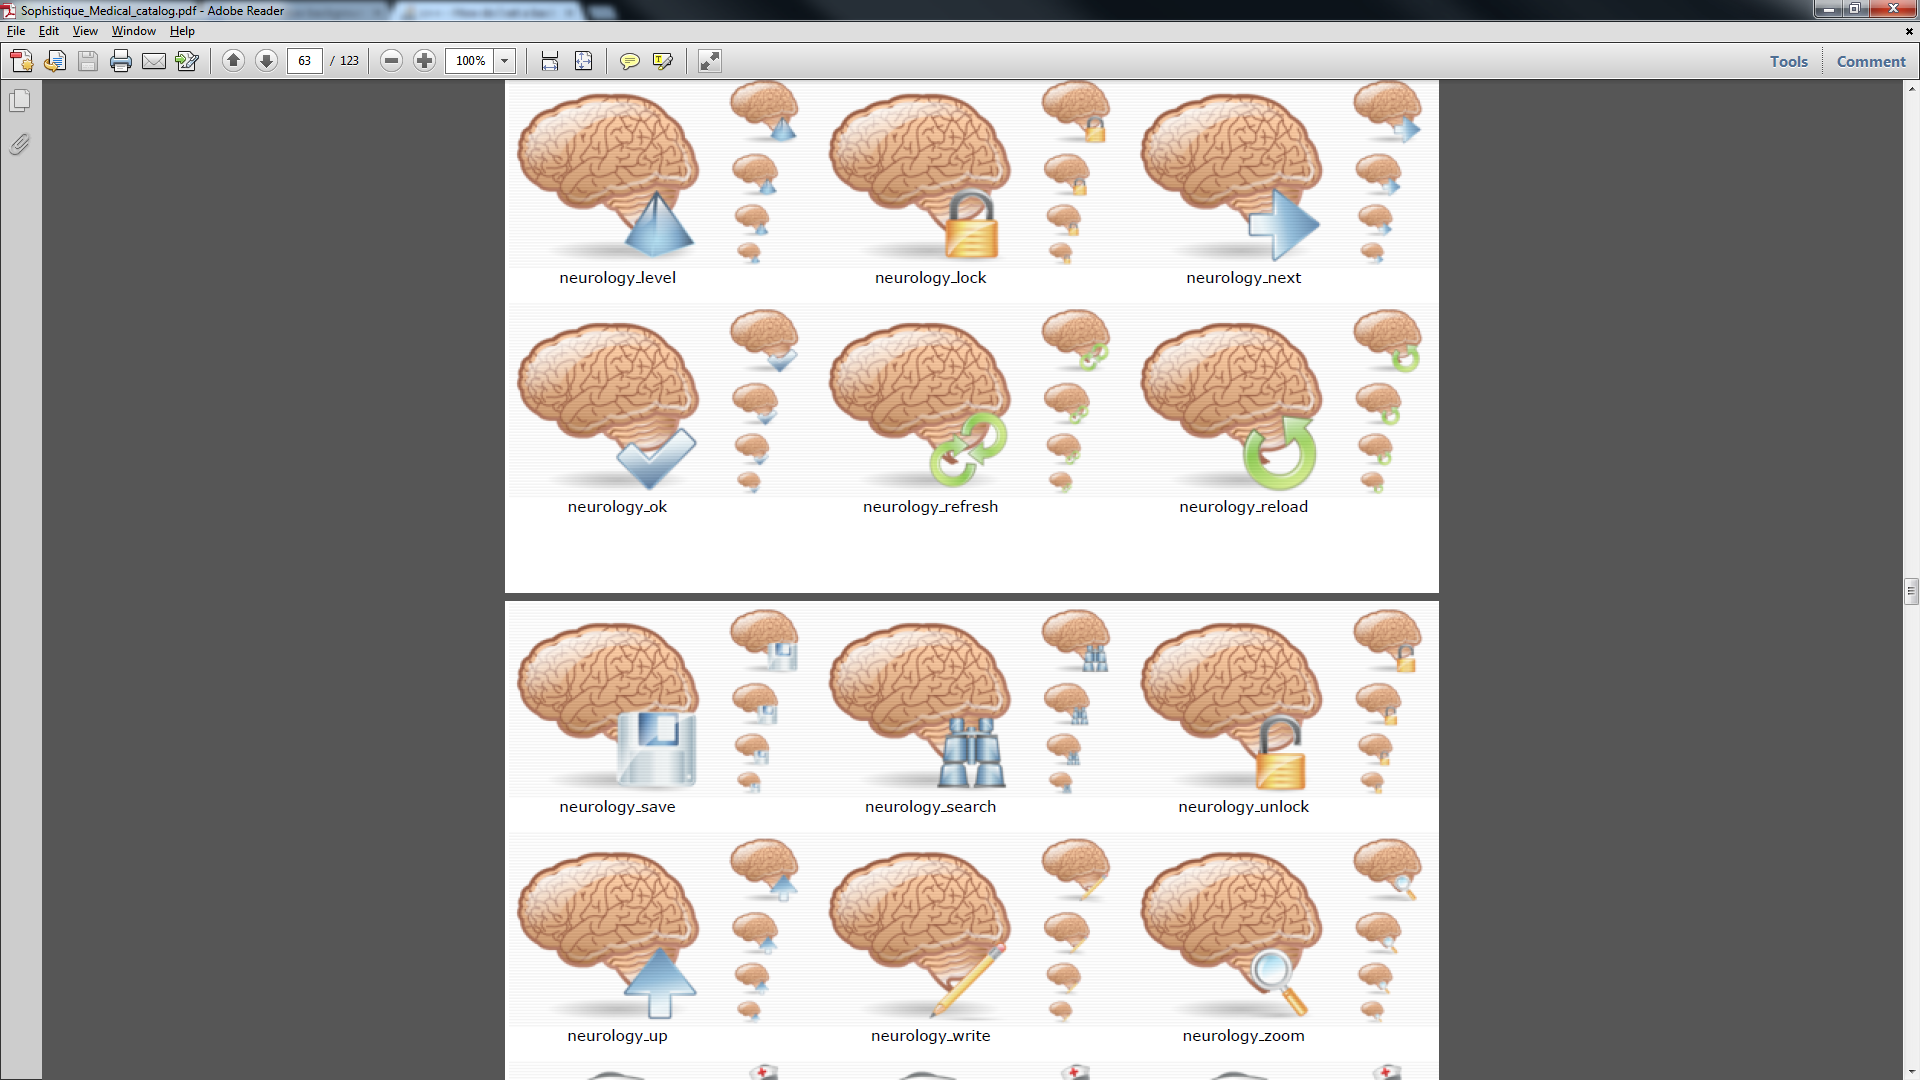 Sophistique_Medical_catalog.pdf - Adobe Reader
File Edit View Window Help
63 / 123 100% Tools Comment
neurology_level neurology_lock neurology_next
neurology_ok neurology_refresh neurology_reload
neurology_save neurology_search neurology_unlock
neurology_up neurology_write neurology_zoom